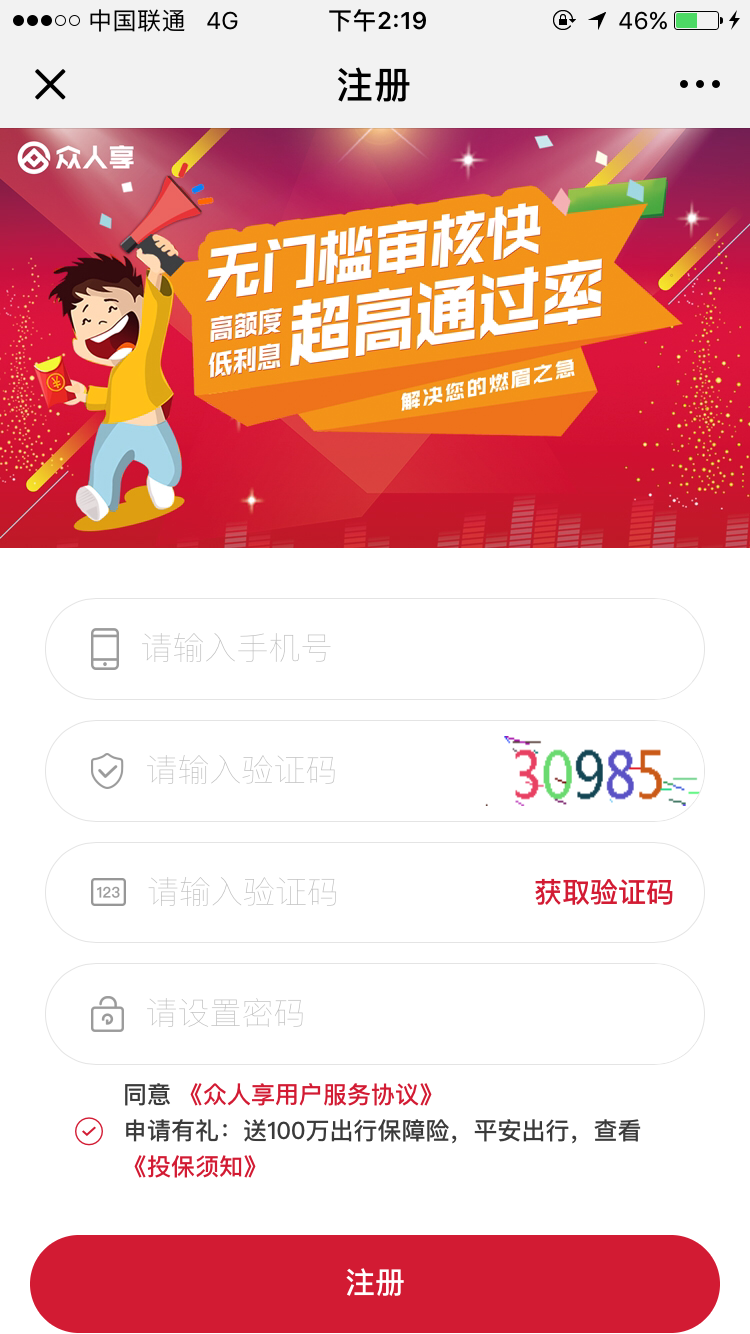 中国联通 4G 下午2:19 46%
注册
众人享
无门槛审核快
高额度
低利息
超高通过率
解决您的燃眉之急
请输入手机号
请输入验证码 30985
123 请输入验证码 获取验证码
请设置密码
同意 《众人享用户服务协议》
申请有礼：送100万出行保障险，平安出行，查看
《投保须知》
注册